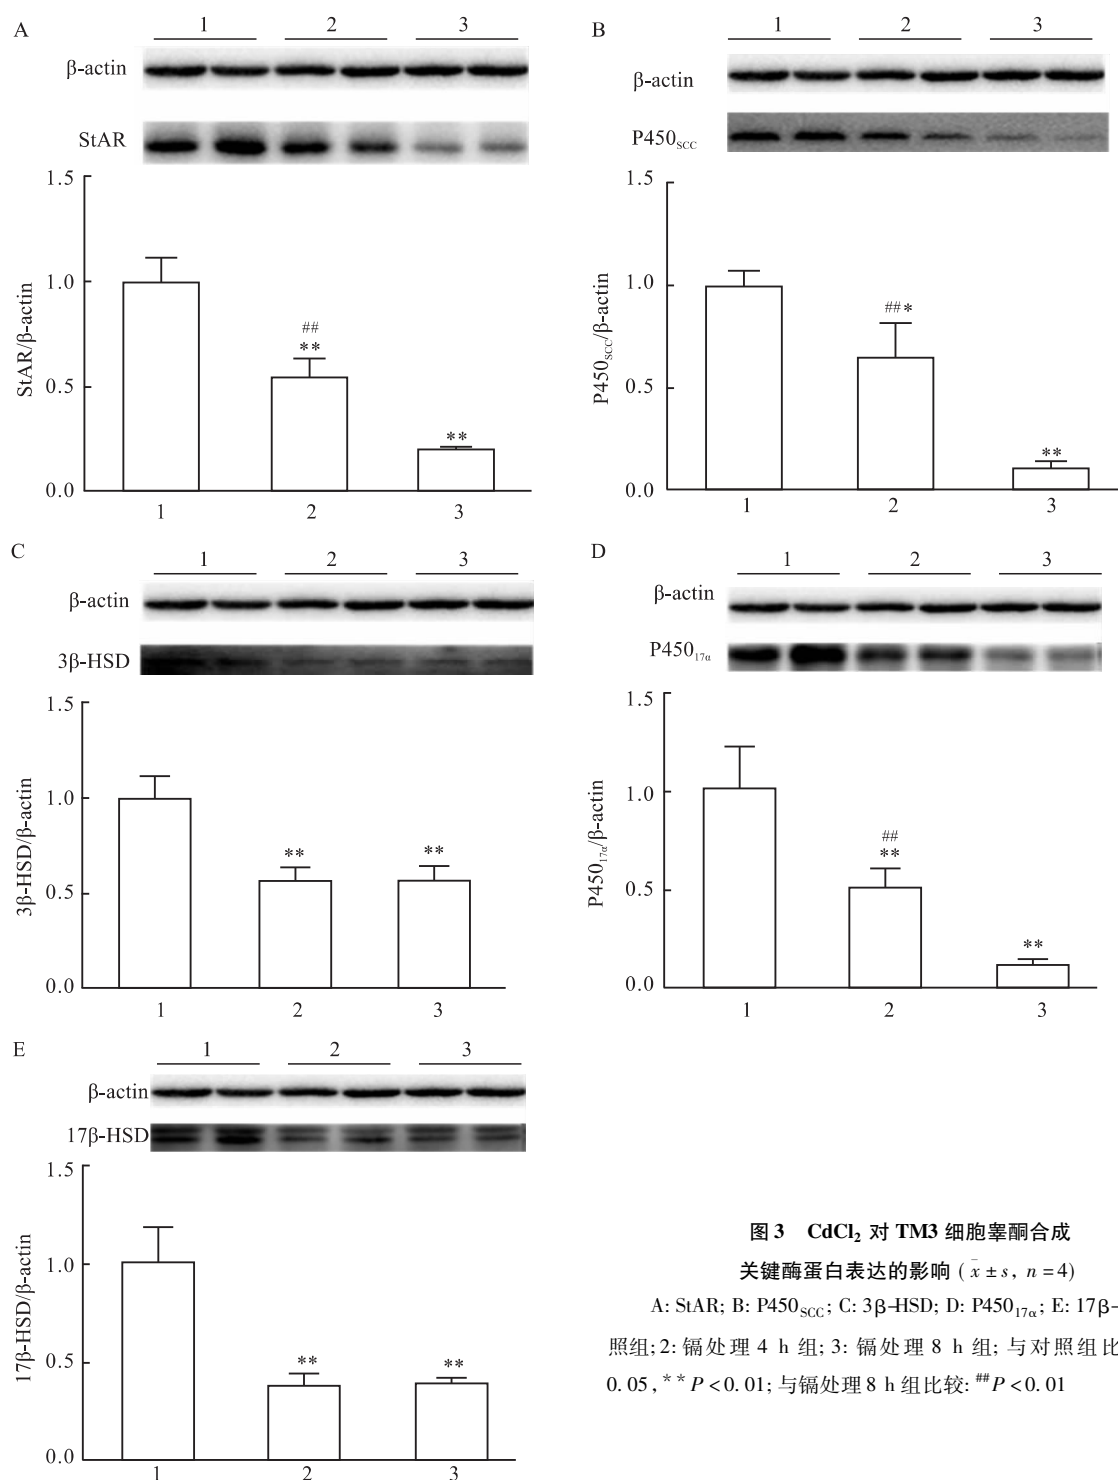 A
1 2 3
β-actin
StAR
1.5
1.0
0.5
0.0
StAR/β-actin
##
**
**
1 2 3
B
1 2 3
β-actin
P450SCC
1.5
1.0
0.5
0.0
P450SCC/β-actin
##*
**
1 2 3
C
1 2 3
β-actin
3β-HSD
1.5
1.0
0.5
0.0
3β-HSD/β-actin
**
**
1 2 3
D
1 2 3
β-actin
P45017α
1.5
1.0
0.5
0.0
P45017α/β-actin
##
**
**
1 2 3
E
1 2 3
β-actin
17β-HSD
1.5
1.0
0.5
0.0
17β-HSD/β-actin
**
**
1 2 3
图3 CdCl₂ 对 TM3 细胞睾酮合成
关键酶蛋白表达的影响 (x̄ ± s, n = 4)
A: StAR; B: P450SCC; C: 3β-HSD; D: P45017α; E: 17β-
照组; 2: 镉处理 4 h 组; 3: 镉处理 8 h 组; 与对照组比
0.05, **P < 0.01; 与镉处理 8 h 组比较: ##P < 0.01